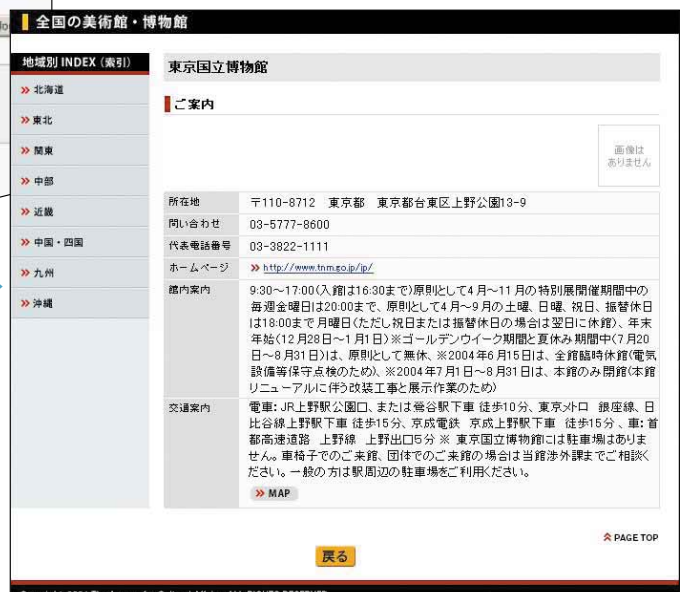 全国の美術館・博物館
地域別 INDEX (索引)
» 北海道
» 東北
» 関東
» 中部
» 近畿
» 中国・四国
» 九州
» 沖縄
東京国立博物館
ご案内
画像は
ありません
所在地 〒110-8712 東京都 東京都台東区上野公園13-9
問い合わせ 03-5777-8600
代表電話番号 03-3822-1111
ホームページ » http://www.tnm.go.jp/jp/
館内案内 9:30～17:00(入館は16:30まで)原則として4月～11月の特別展開催期間中の
毎週金曜日は20:00まで、原則として4月～9月の土曜、日曜、祝日、振替休日
は18:00まで 月曜日(ただし祝日または振替休日の場合は翌日に休館)、年末
年始(12月28日～1月1日)※ゴールデンウイーク期間と夏休み期間中(7月20
日～8月31日)は、原則として無休、※2004年6月15日は、全館臨時休館(電気
設備等保守点検のため)、※2004年7月1日～8月31日は、本館のみ閉館(本館
リニューアルに伴う改装工事と展示作業のため)
交通案内 電車: JR上野駅公園口、または鶯谷駅下車 徒歩10分、東京メトロ 銀座線、日
比谷線上野駅下車 徒歩15分、京成電鉄 京成上野駅下車 徒歩15分 、車: 首
都高速道路 上野線 上野出口5分 ※ 東京国立博物館には駐車場はありま
せん。車椅子でのご来館、団体でのご来館の場合は当館渉外課までご相談く
ださい。一般の方は駅周辺の駐車場をご利用ください。
» MAP
PAGE TOP
戻る